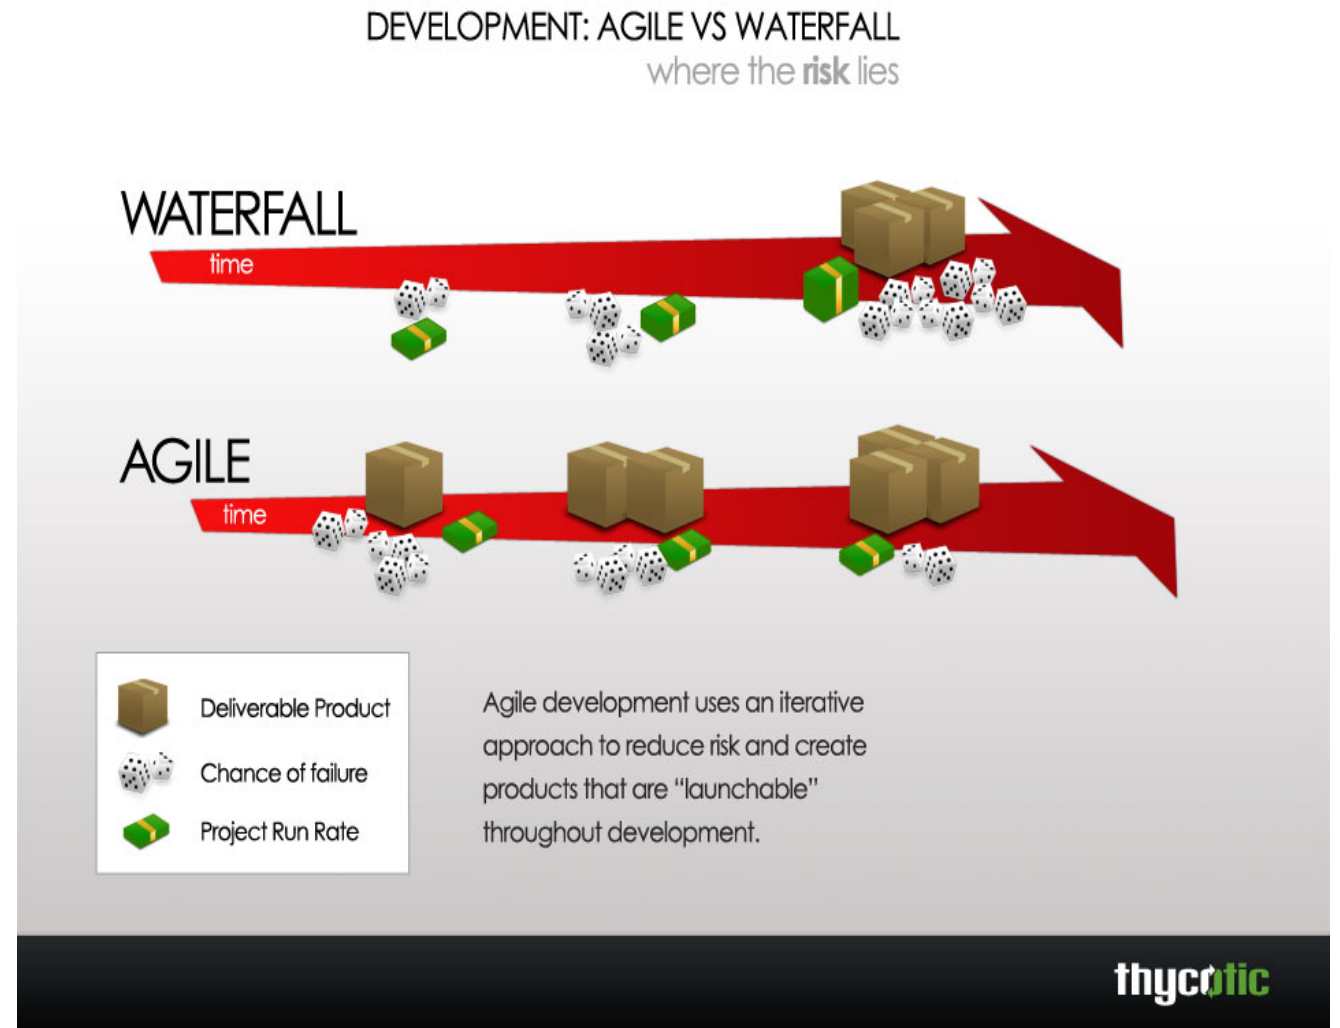 DEVELOPMENT: AGILE VS WATERFALL
where the risk lies
WATERFALL
time
AGILE
time
Deliverable Product
Chance of failure
Project Run Rate
Agile development uses an iterative
approach to reduce risk and create
products that are “launchable”
throughout development.
thycotic